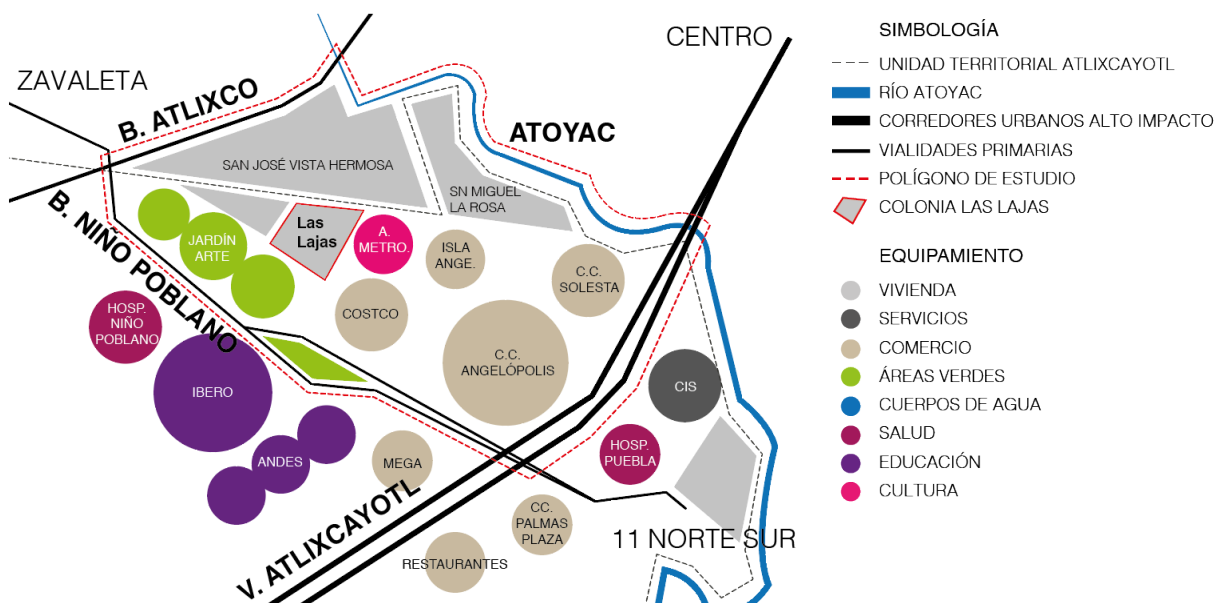 ZAVALETA
B. ATLIXCO
CENTRO
ATOYAC
SAN JOSÉ VISTA HERMOSA
SN MIGUEL
LA ROSA
B. NIÑO POBLANO
JARDÍN
ARTE
Las
Lajas
A.
METRO.
ISLA
ANGE.
C.C.
SOLESTA
HOSP.
NIÑO
POBLANO
COSTCO
C.C.
ANGELÓPOLIS
IBERO
CIS
ANDES
MEGA
HOSP.
PUEBLA
V. ATLIXCAYOTL
CC.
PALMAS
PLAZA
11 NORTE SUR
RESTAURANTES
SIMBOLOGÍA
UNIDAD TERRITORIAL ATLIXCAYOTL
RÍO ATOYAC
CORREDORES URBANOS ALTO IMPACTO
VIALIDADES PRIMARIAS
POLÍGONO DE ESTUDIO
COLONIA LAS LAJAS
EQUIPAMIENTO
VIVIENDA
SERVICIOS
COMERCIO
ÁREAS VERDES
CUERPOS DE AGUA
SALUD
EDUCACIÓN
CULTURA